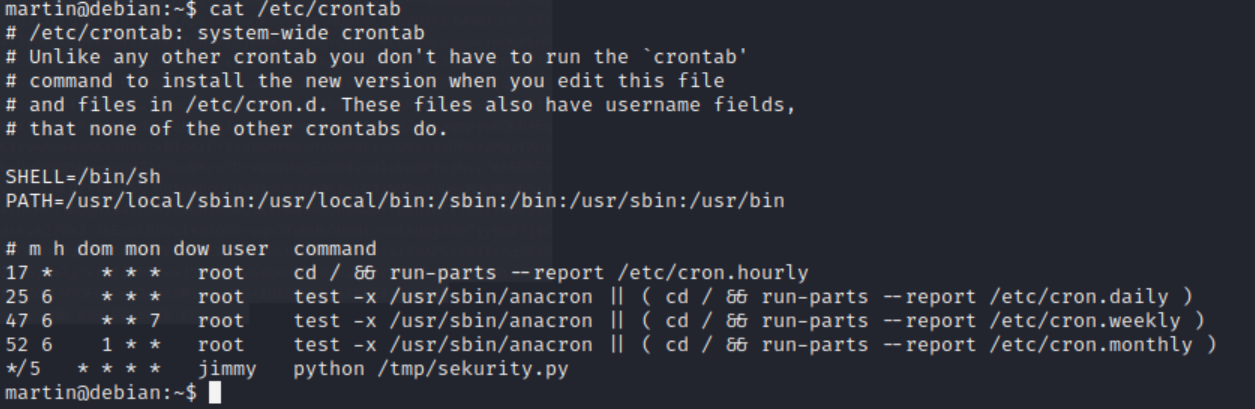 martin@debian:~$ cat /etc/crontab
# /etc/crontab: system-wide crontab
# Unlike any other crontab you don't have to run the `crontab'
# command to install the new version when you edit this file
# and files in /etc/cron.d. These files also have username fields,
# that none of the other crontabs do.

SHELL=/bin/sh
PATH=/usr/local/sbin:/usr/local/bin:/sbin:/bin:/usr/sbin:/usr/bin

# m h dom mon dow user  command
17 *    * * *   root    cd / && run-parts --report /etc/cron.hourly
25 6    * * *   root    test -x /usr/sbin/anacron || ( cd / && run-parts --report /etc/cron.daily )
47 6    * * 7   root    test -x /usr/sbin/anacron || ( cd / && run-parts --report /etc/cron.weekly )
52 6    1 * *   root    test -x /usr/sbin/anacron || ( cd / && run-parts --report /etc/cron.monthly )
*/5   * * * *   jimmy   python /tmp/sekurity.py
martin@debian:~$